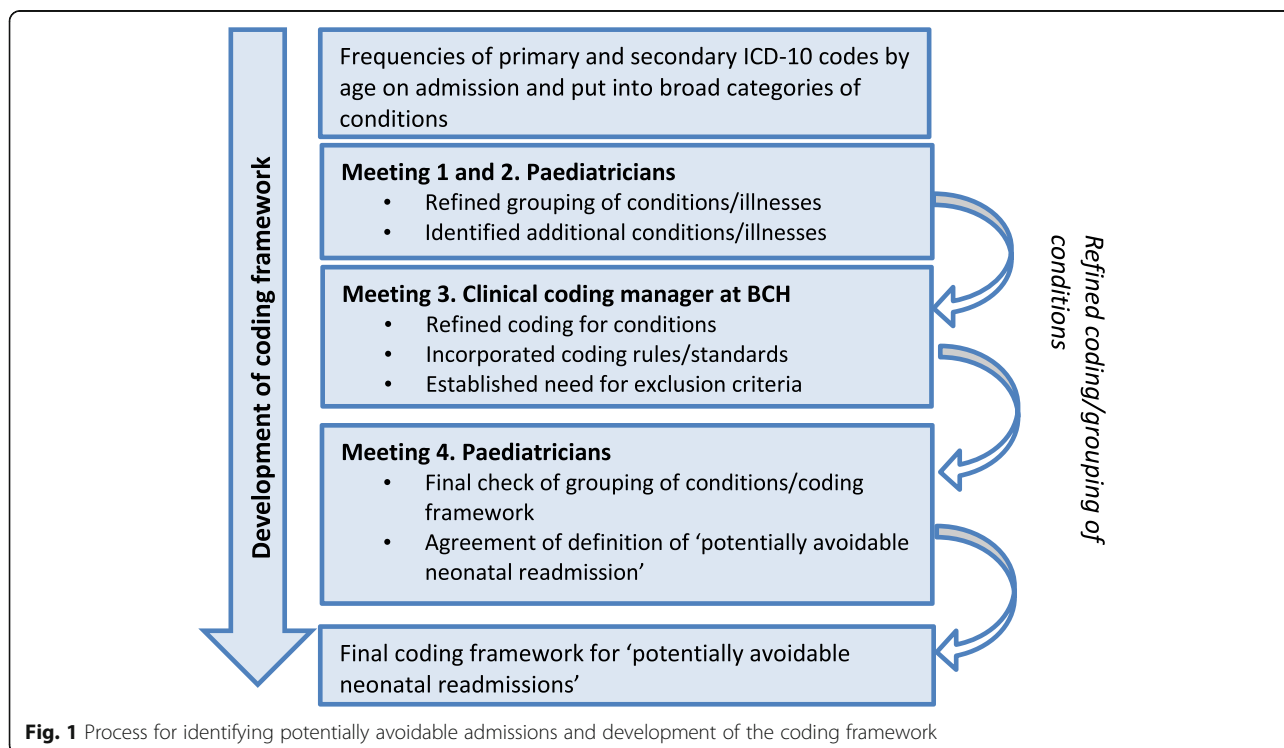 Frequencies of primary and secondary ICD-10 codes by
age on admission and put into broad categories of
conditions
Meeting 1 and 2. Paediatricians
• Refined grouping of conditions/illnesses
• Identified additional conditions/illnesses
Meeting 3. Clinical coding manager at BCH
• Refined coding for conditions
• Incorporated coding rules/standards
• Established need for exclusion criteria
Meeting 4. Paediatricians
• Final check of grouping of conditions/coding
framework
• Agreement of definition of ‘potentially avoidable
neonatal readmission’
Final coding framework for ‘potentially avoidable
neonatal readmissions’
Development of coding framework
Refined coding/grouping of
conditions
Fig. 1 Process for identifying potentially avoidable admissions and development of the coding framework